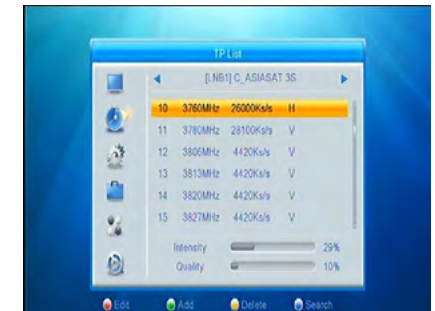 TP List
[LNB1] C_ASIASAT 3S
10 3760MHz 26000Ks/s H
11 3780MHz 28100Ks/s V
12 3806MHz 4420Ks/s V
13 3813MHz 4420Ks/s V
14 3820MHz 4420Ks/s V
15 3827MHz 4420Ks/s V
Intensity 29%
Quality 10%
Edit Add Delete Search